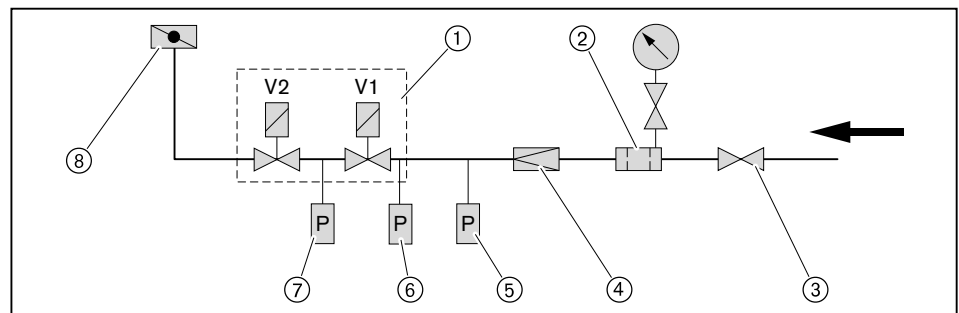 ① ②
V2 V1
⑧
P P P
⑦ ⑥ ⑤ ④ ③